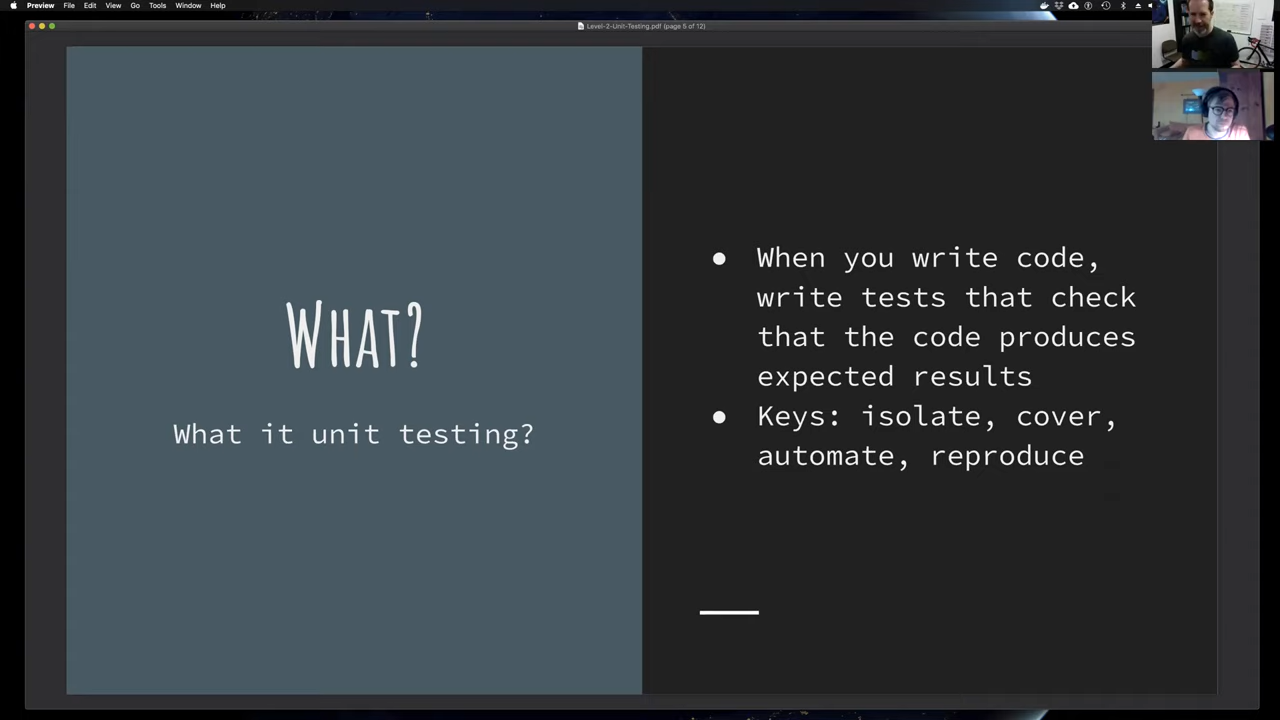 Preview File Edit View Go Tools Window Help
Level-2-Unit-Testing.pdf (page 5 of 12)
What?
What it unit testing?
● When you write code,
write tests that check
that the code produces
expected results
● Keys: isolate, cover,
automate, reproduce